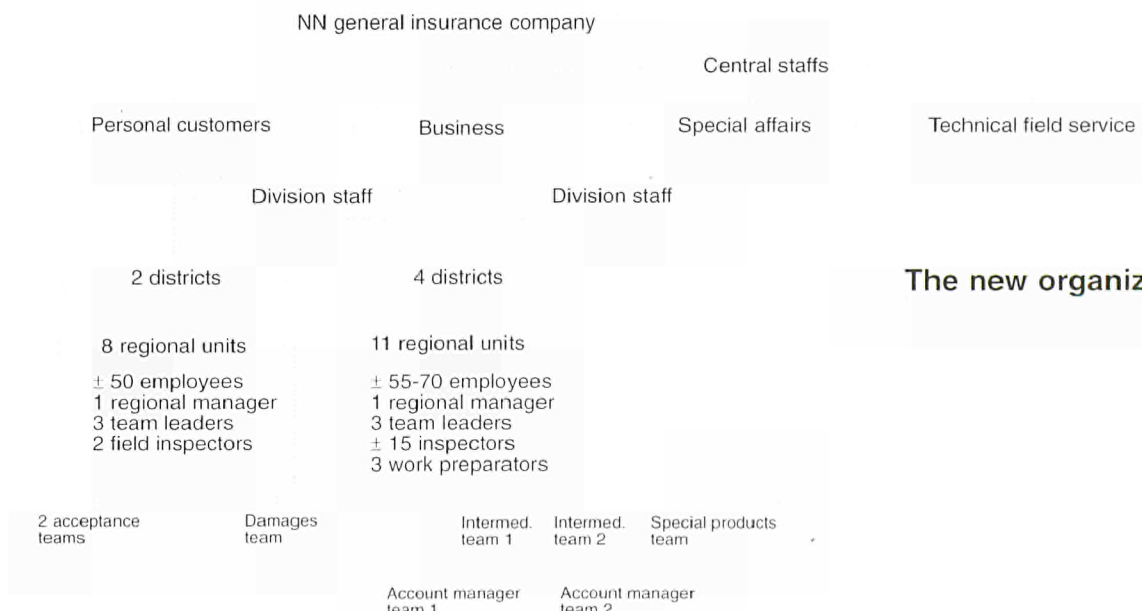 NN general insurance company
Central staffs
Personal customers
Business
Special affairs
Technical field service
Division staff
Division staff
2 districts
4 districts
The new organiz
8 regional units
± 50 employees
1 regional manager
3 team leaders
2 field inspectors
11 regional units
± 55-70 employees
1 regional manager
3 team leaders
± 15 inspectors
3 work preparators
2 acceptance
teams
Damages
team
Intermed.
team 1
Intermed.
team 2
Special products
team
Account manager
team 1
Account manager
team 2